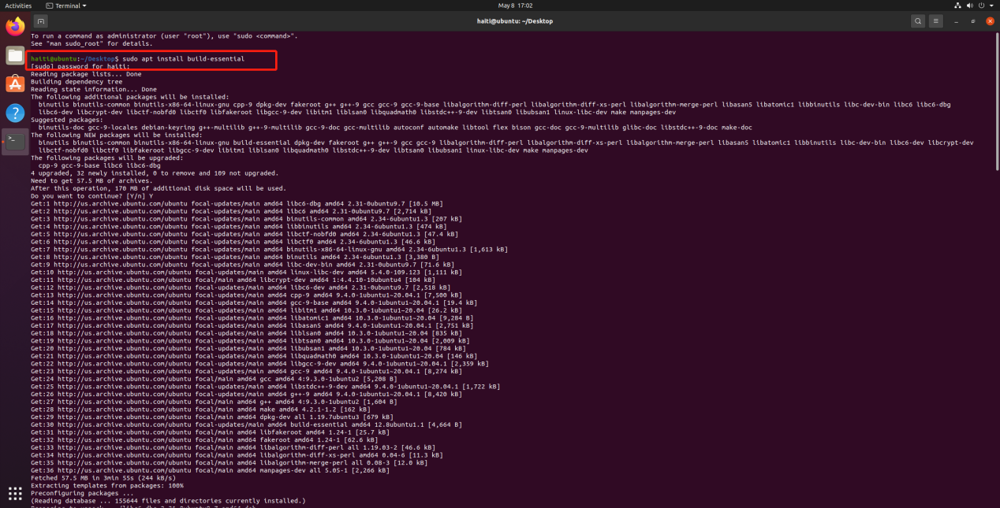 Activities
Terminal
May 8 17:02
haiti@ubuntu: ~/Desktop
To run a command as administrator (user "root"), use "sudo <command>".
See "man sudo_root" for details.
haiti@ubuntu:~/Desktop$ sudo apt install build-essential
[sudo] password for haiti:
Reading package lists... Done
Building dependency tree
Reading state information... Done
The following additional packages will be installed:
binutils binutils-common binutils-x86-64-linux-gnu cpp-9 dpkg-dev fakeroot g++ g++-9 gcc gcc-9 gcc-9-base libalgorithm-diff-perl libalgorithm-diff-xs-perl libalgorithm-merge-perl libasan5 libatomic1 libbinutils libc-dev-bin libc6 libc6-dbg
libc6-dev libcrypt-dev libctf-nobfd0 libctf0 libfakeroot libgcc-9-dev libitm1 liblsan0 libquadmath0 libstdc++-9-dev libtsan0 libubsan1 linux-libc-dev make manpages-dev
Suggested packages:
binutils-doc gcc-9-locales debian-keyring g++-multilib g++-9-multilib gcc-9-doc gcc-multilib autoconf automake libtool flex bison gcc-doc gcc-9-multilib glibc-doc libstdc++-9-doc make-doc
The following NEW packages will be installed:
binutils binutils-common binutils-x86-64-linux-gnu build-essential dpkg-dev fakeroot g++ g++-9 gcc gcc-9 libalgorithm-diff-perl libalgorithm-diff-xs-perl libalgorithm-merge-perl libasan5 libatomic1 libbinutils libc-dev-bin libc6-dev libcrypt-dev
libctf-nobfd0 libctf0 libfakeroot libgcc-9-dev libitm1 liblsan0 libquadmath0 libstdc++-9-dev libtsan0 libubsan1 linux-libc-dev make manpages-dev
The following packages will be upgraded:
cpp-9 gcc-9-base libc6 libc6-dbg
4 upgraded, 32 newly installed, 0 to remove and 109 not upgraded.
Need to get 57.5 MB of archives.
After this operation, 170 MB of additional disk space will be used.
Do you want to continue? [Y/n] Y
Get:1 http://us.archive.ubuntu.com/ubuntu focal-updates/main amd64 libc6-dbg amd64 2.31-0ubuntu9.7 [10.5 MB]
Get:2 http://us.archive.ubuntu.com/ubuntu focal-updates/main amd64 libc6 amd64 2.31-0ubuntu9.7 [2,714 kB]
Get:3 http://us.archive.ubuntu.com/ubuntu focal-updates/main amd64 binutils-common amd64 2.34-6ubuntu1.3 [207 kB]
Get:4 http://us.archive.ubuntu.com/ubuntu focal-updates/main amd64 libbinutils amd64 2.34-6ubuntu1.3 [474 kB]
Get:5 http://us.archive.ubuntu.com/ubuntu focal-updates/main amd64 libctf-nobfd0 amd64 2.34-6ubuntu1.3 [47.4 kB]
Get:6 http://us.archive.ubuntu.com/ubuntu focal-updates/main amd64 libctf0 amd64 2.34-6ubuntu1.3 [46.6 kB]
Get:7 http://us.archive.ubuntu.com/ubuntu focal-updates/main amd64 binutils-x86-64-linux-gnu amd64 2.34-6ubuntu1.3 [1,613 kB]
Get:8 http://us.archive.ubuntu.com/ubuntu focal-updates/main amd64 binutils amd64 2.34-6ubuntu1.3 [3,380 B]
Get:9 http://us.archive.ubuntu.com/ubuntu focal-updates/main amd64 libc-dev-bin amd64 2.31-0ubuntu9.7 [71.6 kB]
Get:10 http://us.archive.ubuntu.com/ubuntu focal-updates/main amd64 linux-libc-dev amd64 5.4.0-109.123 [1,111 kB]
Get:11 http://us.archive.ubuntu.com/ubuntu focal/main amd64 libcrypt-dev amd64 1:4.4.10-10ubuntu4 [104 kB]
Get:12 http://us.archive.ubuntu.com/ubuntu focal-updates/main amd64 libc6-dev amd64 2.31-0ubuntu9.7 [2,518 kB]
Get:13 http://us.archive.ubuntu.com/ubuntu focal-updates/main amd64 cpp-9 amd64 9.4.0-1ubuntu1~20.04.1 [7,500 kB]
Get:14 http://us.archive.ubuntu.com/ubuntu focal-updates/main amd64 gcc-9-base amd64 9.4.0-1ubuntu1~20.04.1 [19.4 kB]
Get:15 http://us.archive.ubuntu.com/ubuntu focal-updates/main amd64 libitm1 amd64 10.3.0-1ubuntu1~20.04 [26.2 kB]
Get:16 http://us.archive.ubuntu.com/ubuntu focal-updates/main amd64 libatomic1 amd64 10.3.0-1ubuntu1~20.04 [9,284 B]
Get:17 http://us.archive.ubuntu.com/ubuntu focal-updates/main amd64 libasan5 amd64 9.4.0-1ubuntu1~20.04.1 [2,751 kB]
Get:18 http://us.archive.ubuntu.com/ubuntu focal-updates/main amd64 liblsan0 amd64 10.3.0-1ubuntu1~20.04 [835 kB]
Get:19 http://us.archive.ubuntu.com/ubuntu focal-updates/main amd64 libtsan0 amd64 10.3.0-1ubuntu1~20.04 [2,009 kB]
Get:20 http://us.archive.ubuntu.com/ubuntu focal-updates/main amd64 libubsan1 amd64 10.3.0-1ubuntu1~20.04 [784 kB]
Get:21 http://us.archive.ubuntu.com/ubuntu focal-updates/main amd64 libquadmath0 amd64 10.3.0-1ubuntu1~20.04 [146 kB]
Get:22 http://us.archive.ubuntu.com/ubuntu focal-updates/main amd64 libgcc-9-dev amd64 9.4.0-1ubuntu1~20.04.1 [2,359 kB]
Get:23 http://us.archive.ubuntu.com/ubuntu focal-updates/main amd64 gcc-9 amd64 9.4.0-1ubuntu1~20.04.1 [8,274 kB]
Get:24 http://us.archive.ubuntu.com/ubuntu focal/main amd64 gcc amd64 4:9.3.0-1ubuntu2 [5,208 B]
Get:25 http://us.archive.ubuntu.com/ubuntu focal-updates/main amd64 libstdc++-9-dev amd64 9.4.0-1ubuntu1~20.04.1 [1,722 kB]
Get:26 http://us.archive.ubuntu.com/ubuntu focal-updates/main amd64 g++-9 amd64 9.4.0-1ubuntu1~20.04.1 [8,420 kB]
Get:27 http://us.archive.ubuntu.com/ubuntu focal/main amd64 g++ amd64 4:9.3.0-1ubuntu2 [1,604 B]
Get:28 http://us.archive.ubuntu.com/ubuntu focal/main amd64 make amd64 4.2.1-1.2 [162 kB]
Get:29 http://us.archive.ubuntu.com/ubuntu focal/main amd64 dpkg-dev all 1.19.7ubuntu3 [679 kB]
Get:30 http://us.archive.ubuntu.com/ubuntu focal-updates/main amd64 build-essential amd64 12.8ubuntu1.1 [4,664 B]
Get:31 http://us.archive.ubuntu.com/ubuntu focal/main amd64 libfakeroot amd64 1.24-1 [25.7 kB]
Get:32 http://us.archive.ubuntu.com/ubuntu focal/main amd64 fakeroot amd64 1.24-1 [62.6 kB]
Get:33 http://us.archive.ubuntu.com/ubuntu focal/main amd64 libalgorithm-diff-perl all 1.19.03-2 [46.6 kB]
Get:34 http://us.archive.ubuntu.com/ubuntu focal/main amd64 libalgorithm-diff-xs-perl amd64 0.04-6 [11.3 kB]
Get:35 http://us.archive.ubuntu.com/ubuntu focal/main amd64 libalgorithm-merge-perl all 0.08-3 [12.0 kB]
Get:36 http://us.archive.ubuntu.com/ubuntu focal/main amd64 manpages-dev all 5.05-1 [2,266 kB]
Fetched 57.5 MB in 3min 55s (244 kB/s)
Extracting templates from packages: 100%
Preconfiguring packages ...
(Reading database ... 155644 files and directories currently installed.)